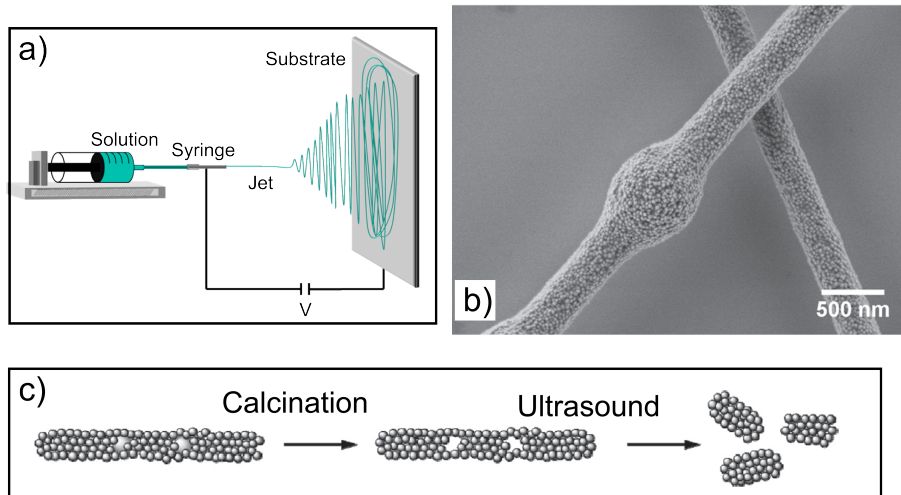 a)
Substrate
Solution
Syringe
Jet
V
b)
500 nm
c)
Calcination
Ultrasound